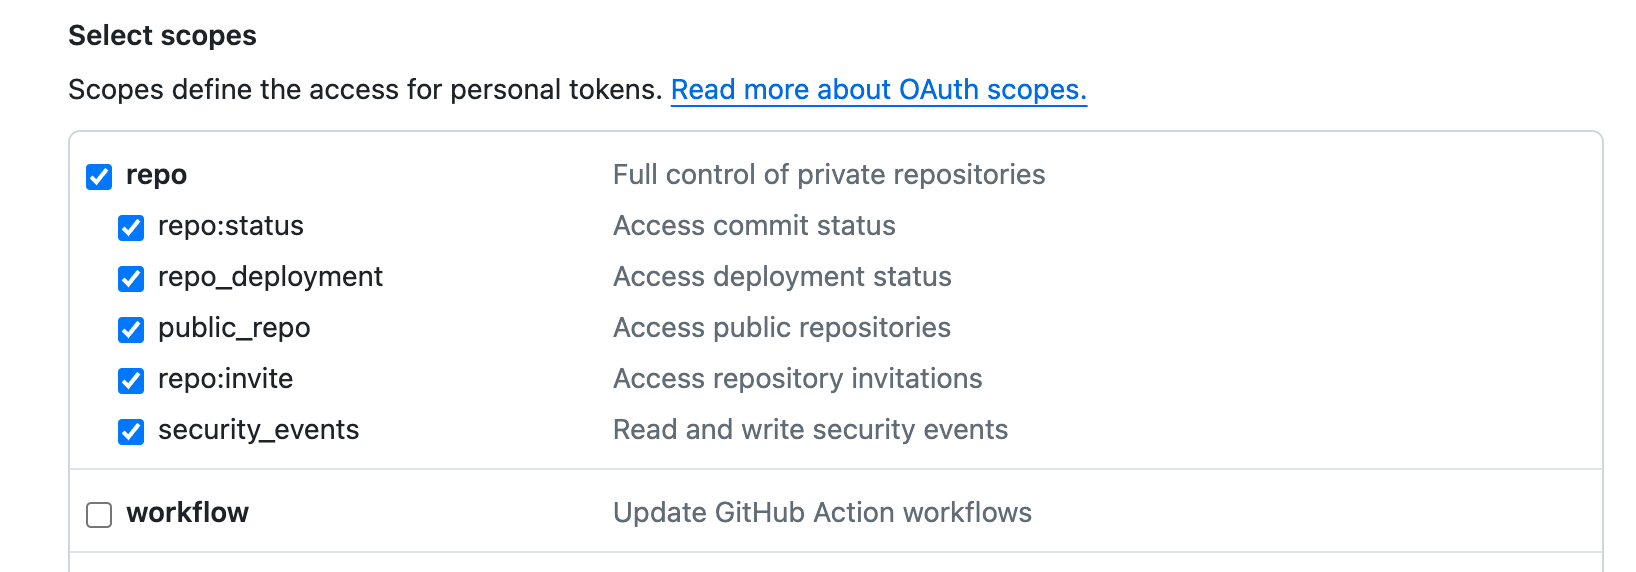 Select scopes
Scopes define the access for personal tokens. Read more about OAuth scopes.
repo Full control of private repositories
repo:status Access commit status
repo_deployment Access deployment status
public_repo Access public repositories
repo:invite Access repository invitations
security_events Read and write security events
workflow Update GitHub Action workflows